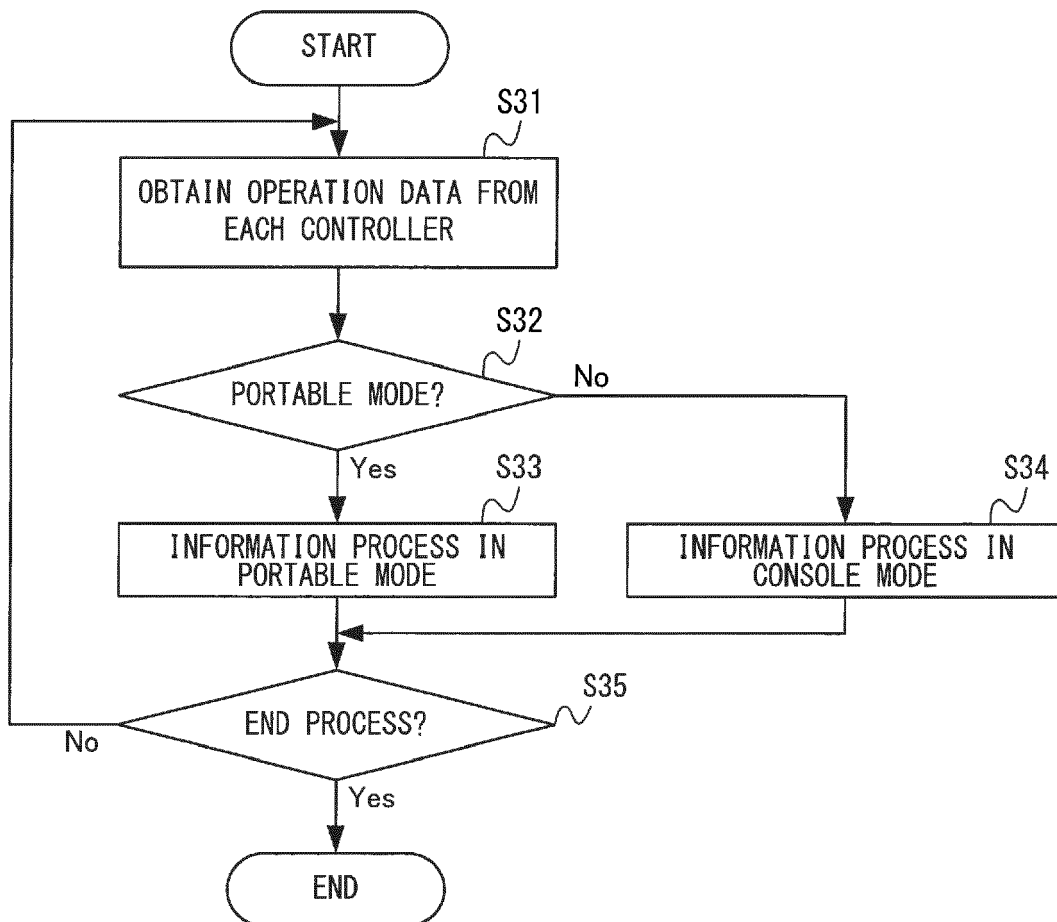 START
S31
OBTAIN OPERATION DATA FROM
EACH CONTROLLER
S32
PORTABLE MODE?
No
Yes
S33
INFORMATION PROCESS IN
PORTABLE MODE
S34
INFORMATION PROCESS IN
CONSOLE MODE
S35
END PROCESS?
No
Yes
END